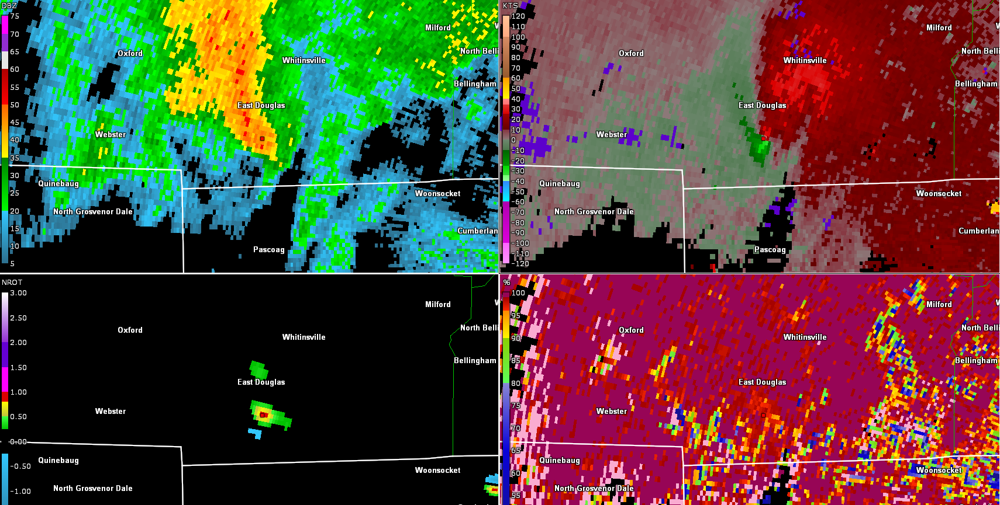 DBZ
75
70
65
60
55
50
45
40
35
30
25
20
15
10
5
Milford
W
Oxford
North Belli
Whitinsville
Bellingham
East Douglas
Webster
Quinebaug
Woonsocket
North Grosvenor Dale
Cumberlan
Pascoag
KTS
120
110
100
90
80
70
60
50
40
30
20
10
0
-10
-20
-30
-40
-50
-60
-70
-80
-90
-100
-110
-120
Milford
W
Oxford
North Belli
Whitinsville
Bellingham
East Douglas
Webster
Quinebaug
Woonsocket
North Grosvenor Dale
Cumberlan
Pascoag
NROT
3.00
2.50
2.00
1.50
1.00
0.50
-0.00
-0.50
-1.00
Milford
W
Oxford
North Belli
Whitinsville
Bellingham
East Douglas
Webster
Quinebaug
Woonsocket
North Grosvenor Dale
%
100
95
90
85
80
75
70
65
60
55
Milford
W
Oxford
North Belli
Whitinsville
Bellingham
East Douglas
Webster
Quinebaug
Woonsocket
North Grosvenor Dale